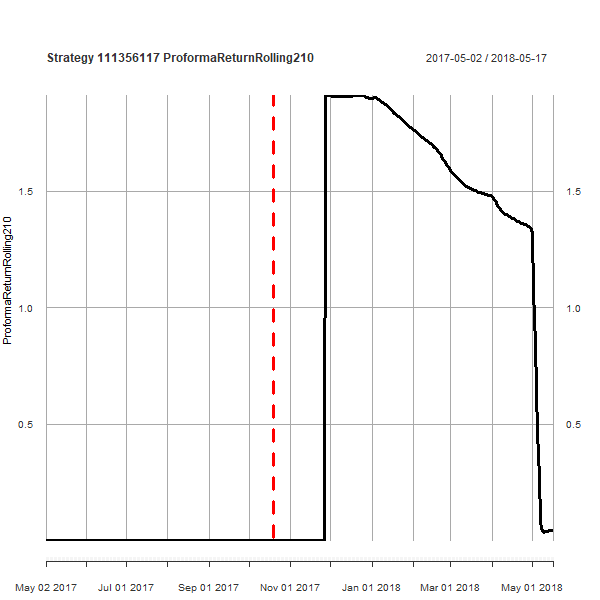 Strategy 111356117 ProformaReturnRolling210
2017-05-02 / 2018-05-17
ProformaReturnRolling210
1.5
1.0
0.5
1.5
1.0
0.5
May 02 2017
Jul 01 2017
Sep 01 2017
Nov 01 2017
Jan 01 2018
Mar 01 2018
May 01 2018